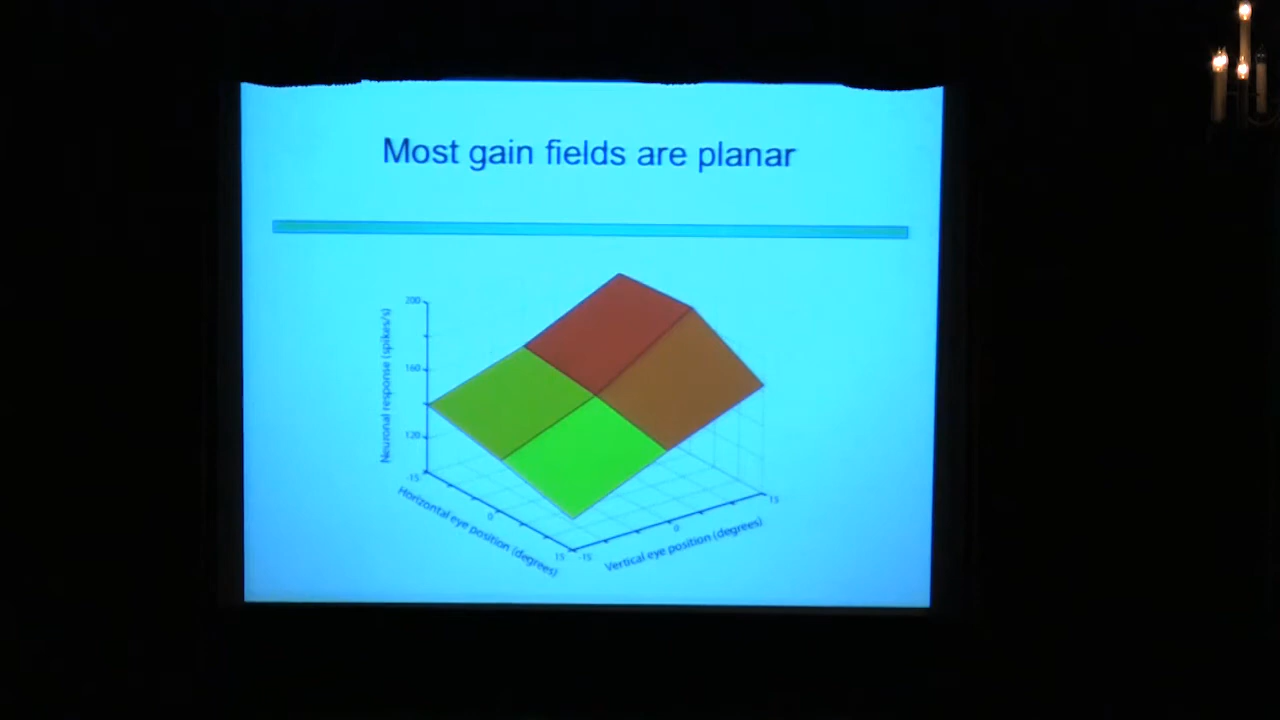 Most gain fields are planar
Neuronal response (spikes/s)
200
160
120
-15
0
15
Horizontal eye position (degrees)
-15
0
15
Vertical eye position (degrees)